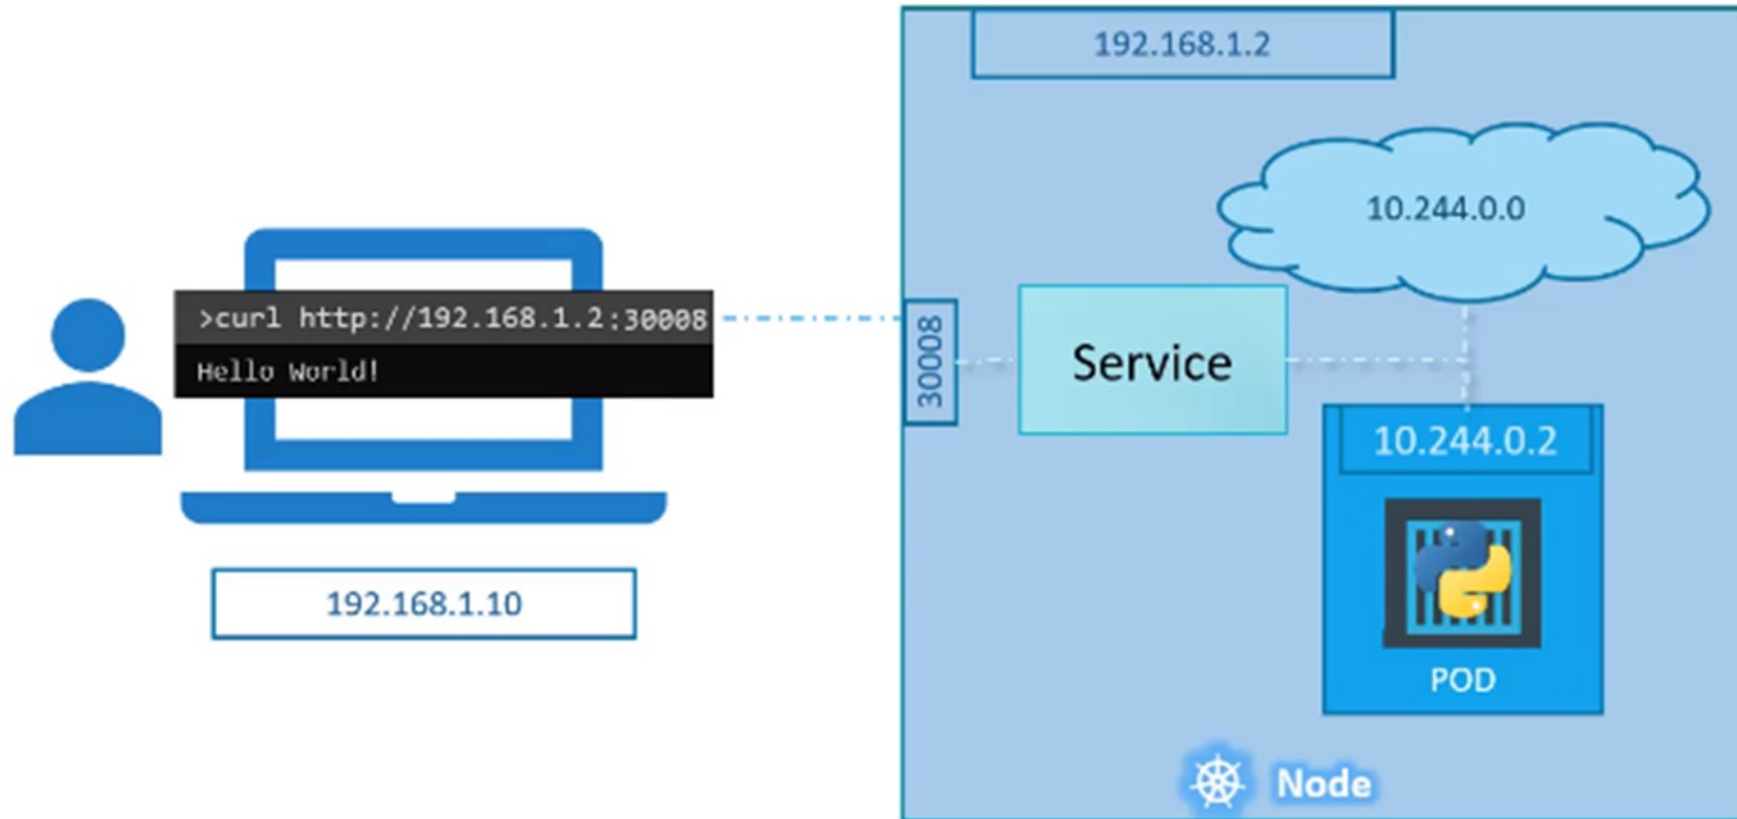 192.168.1.2
10.244.0.0
>curl http://192.168.1.2:30008
Hello World!
30008
Service
10.244.0.2
POD
192.168.1.10
Node